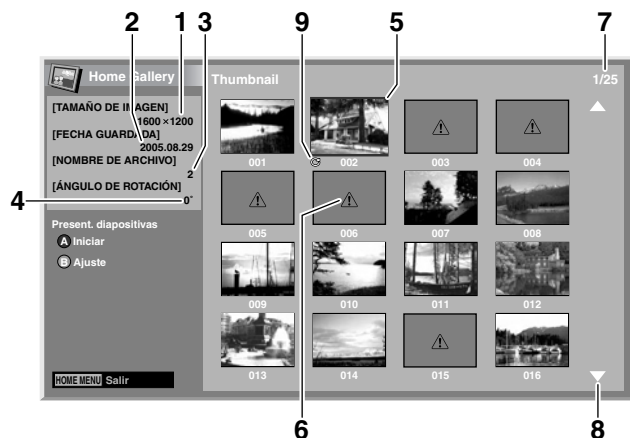 2 1 3 9 5 7
Home Gallery
Thumbnail
1/25
[TAMAÑO DE IMAGEN]
1600 ×1200
[FECHA GUARDADA]
2005.08.29
[NOMBRE DE ARCHIVO]
2
[ÁNGULO DE ROTACIÓN]
4
0°
Present. diapositivas
A Iniciar
B Ajuste
HOME MENU Salir
001 002 003 004
005 006 007 008
009 010 011 012
013 014 015 016
6 8